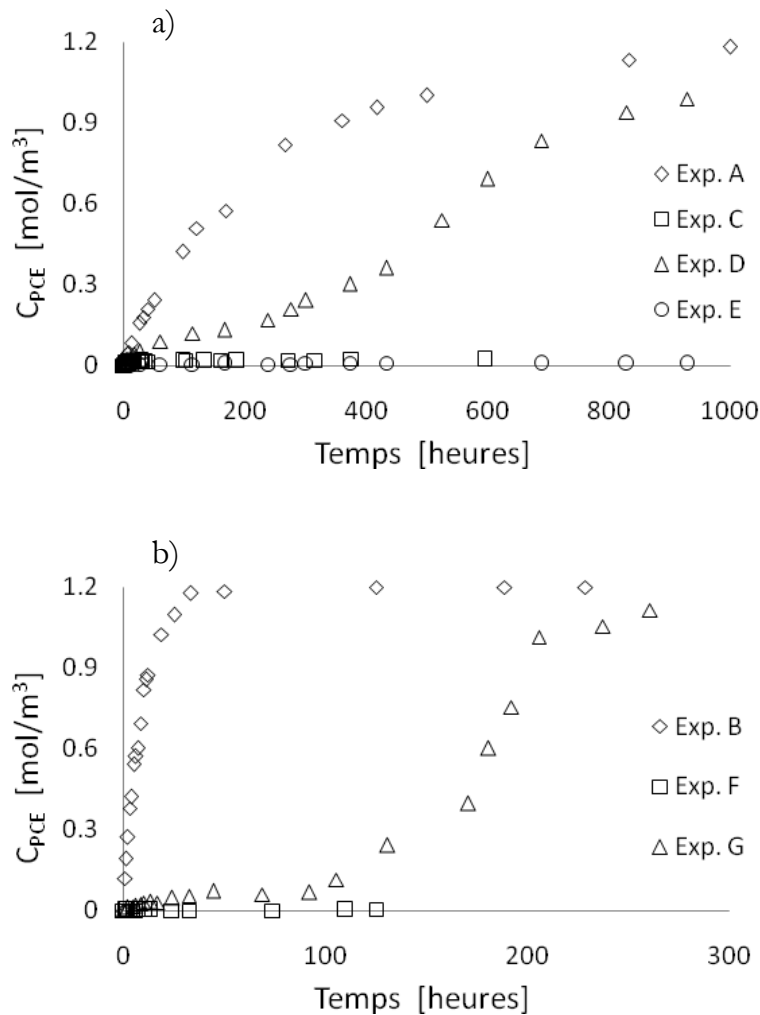 a)
1.2
0.9
0.6
0.3
0
C_PCE [mol/m³]
0 200 400 600 800 1000
Temps [heures]
Exp. A
Exp. C
Exp. D
Exp. E
b)
1.2
0.9
0.6
0.3
0
C_PCE [mol/m³]
0 100 200 300
Temps [heures]
Exp. B
Exp. F
Exp. G